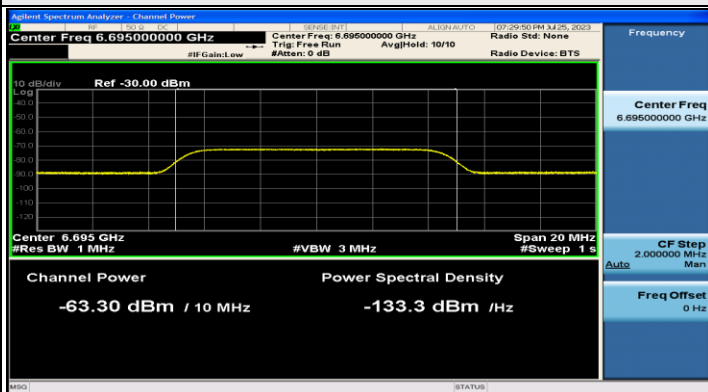 Agilent Spectrum Analyzer - Channel Power
RF 50 Ω DC SENSE:INT ALIGN AUTO 07:29:50 PM Jul 25, 2023
Center Freq 6.695000000 GHz
Center Freq: 6.695000000 GHz Radio Std: None
Trig: Free Run Avg|Hold: 10/10
#IFGain:Low #Atten: 0 dB Radio Device: BTS
10 dB/div Ref -30.00 dBm
Log
-40.0
-50.0
-60.0
-70.0
-80.0
-90.0
-100
-110
-120
Center 6.695 GHz Span 20 MHz
#Res BW 1 MHz #VBW 3 MHz #Sweep 1 s
Channel Power Power Spectral Density
-63.30 dBm / 10 MHz -133.3 dBm /Hz
MSG STATUS
Frequency
Center Freq
6.695000000 GHz
CF Step
2.000000 MHz
Auto Man
Freq Offset
0 Hz